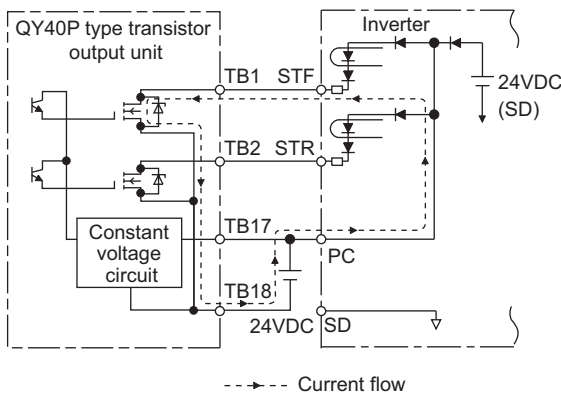 QY40P type transistor
output unit
Inverter
TB1 STF
24VDC
(SD)
TB2 STR
TB17
Constant
voltage
circuit
PC
TB18
24VDC SD
Current flow